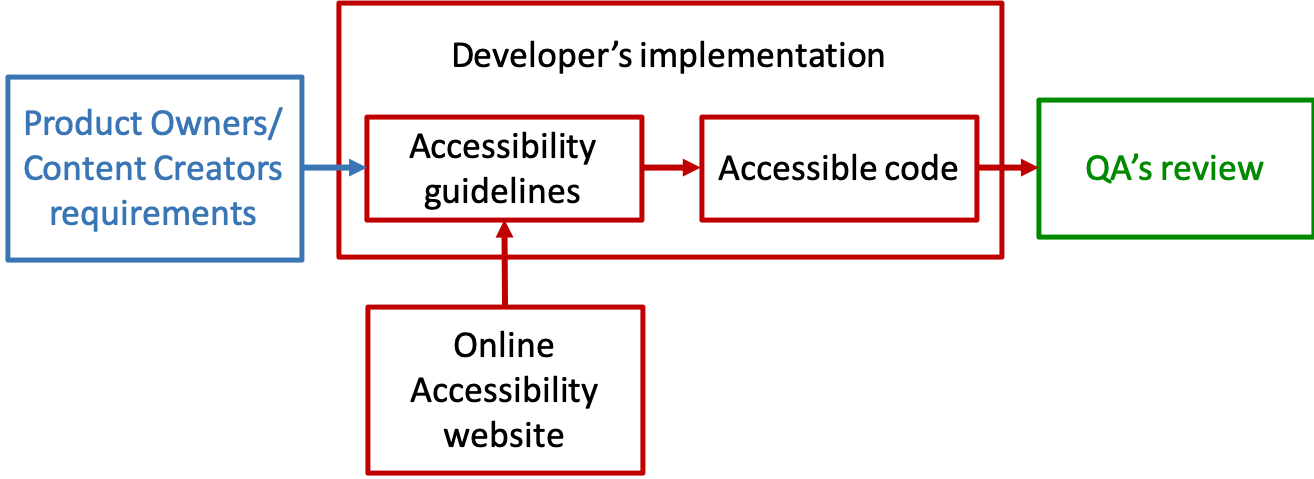 Developer’s implementation
Product Owners/
Content Creators
requirements
Accessibility
guidelines
Accessible code
QA’s review
Online
Accessibility
website